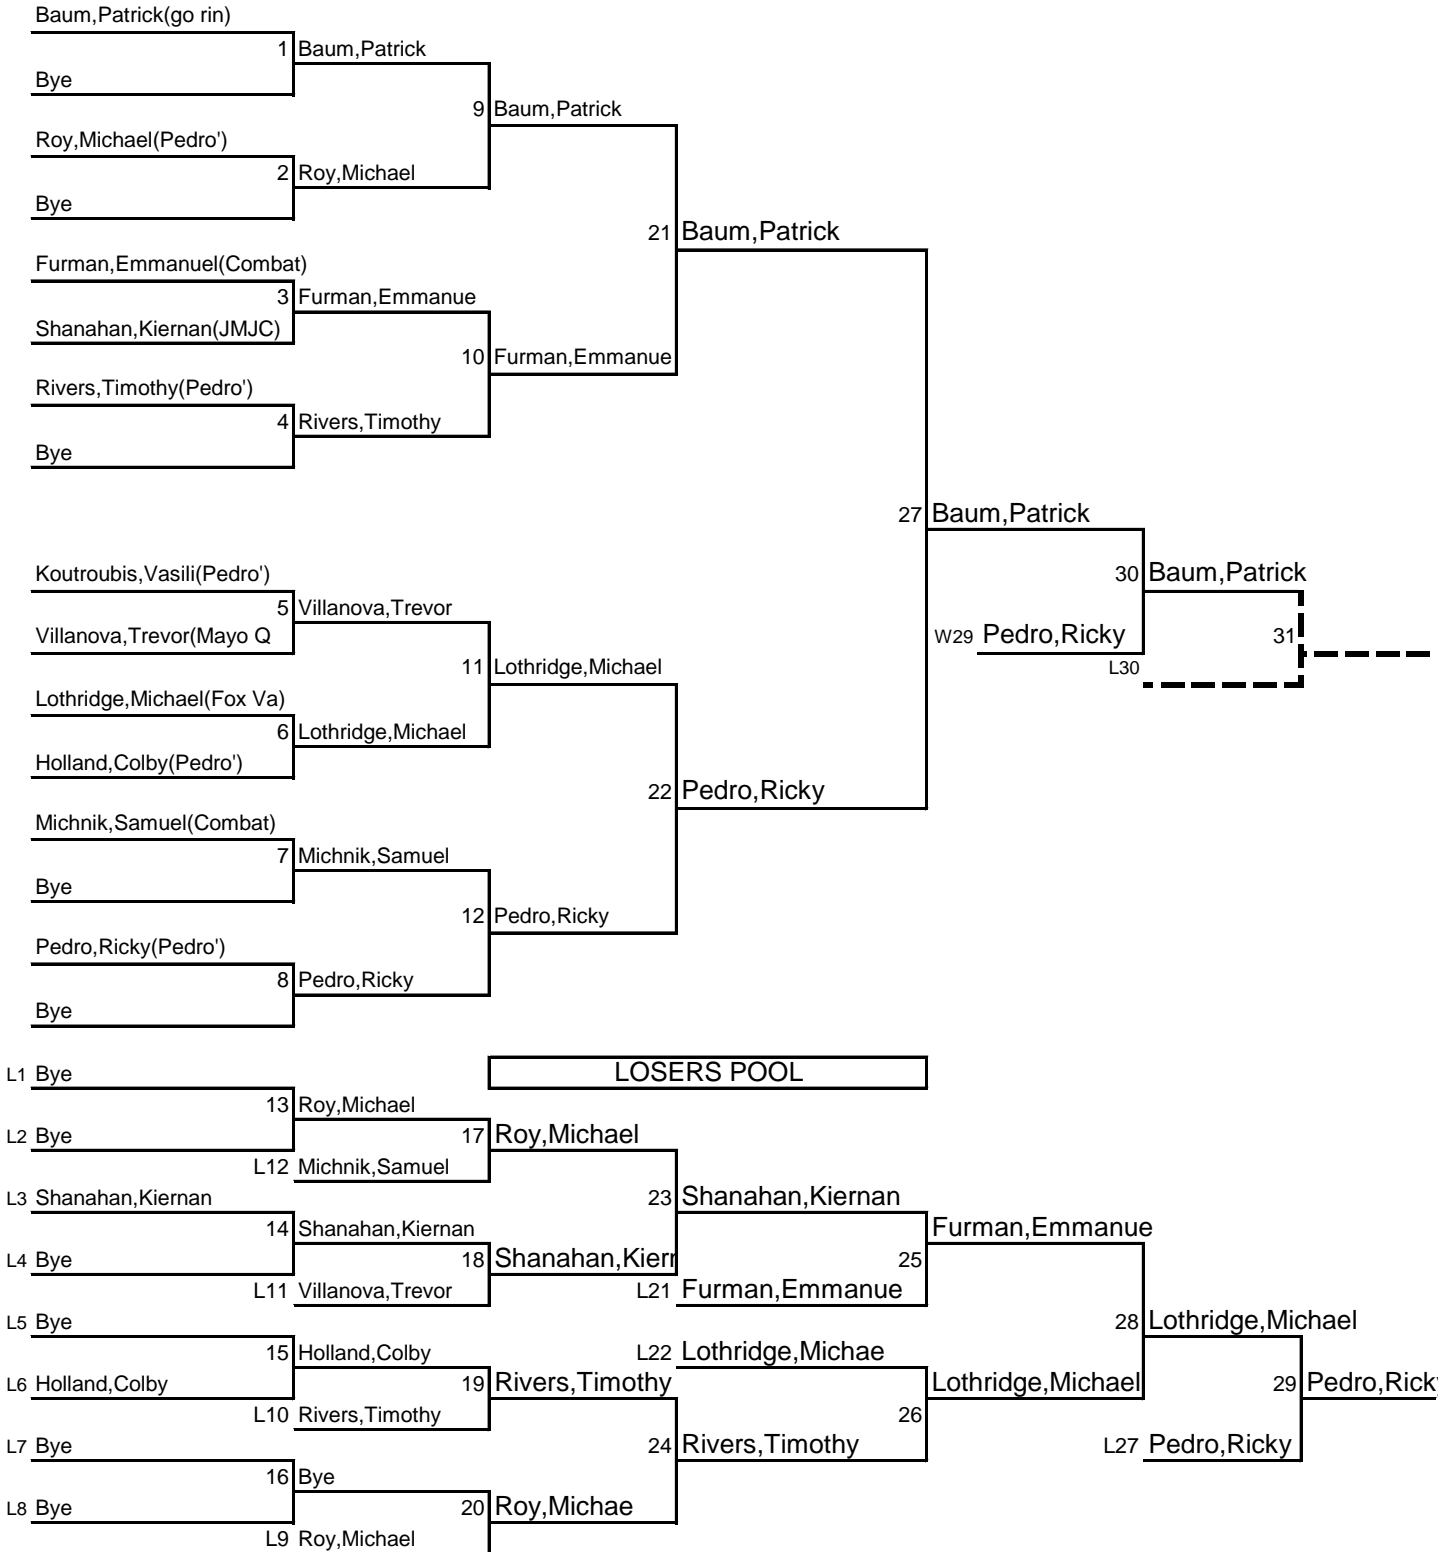 Baum,Patrick(go rin)
1 Baum,Patrick
Bye
9 Baum,Patrick
Roy,Michael(Pedro')
2 Roy,Michael
Bye
21 Baum,Patrick
Furman,Emmanuel(Combat)
3 Furman,Emmanue
Shanahan,Kiernan(JMJC)
10 Furman,Emmanue
Rivers,Timothy(Pedro')
4 Rivers,Timothy
Bye
27 Baum,Patrick
Koutroubis,Vasili(Pedro')
30 Baum,Patrick
5 Villanova,Trevor
Villanova,Trevor(Mayo Q
W29 Pedro,Ricky
31
11 Lothridge,Michael
L30
Lothridge,Michael(Fox Va)
6 Lothridge,Michael
Holland,Colby(Pedro')
22 Pedro,Ricky
Michnik,Samuel(Combat)
7 Michnik,Samuel
Bye
12 Pedro,Ricky
Pedro,Ricky(Pedro')
8 Pedro,Ricky
Bye
LOSERS POOL
L1 Bye
13 Roy,Michael
L2 Bye
17 Roy,Michael
L12 Michnik,Samuel
L3 Shanahan,Kiernan
23 Shanahan,Kiernan
14 Shanahan,Kiernan
Furman,Emmanue
L4 Bye
18 Shanahan,Kierr
25
L11 Villanova,Trevor
L21 Furman,Emmanue
L5 Bye
28 Lothridge,Michael
15 Holland,Colby
L22 Lothridge,Michae
L6 Holland,Colby
19 Rivers,Timothy
Lothridge,Michael
29 Pedro,Ricky
L10 Rivers,Timothy
26
L7 Bye
24 Rivers,Timothy
L27 Pedro,Ricky
16 Bye
L8 Bye
20 Roy,Michae
L9 Roy,Michael